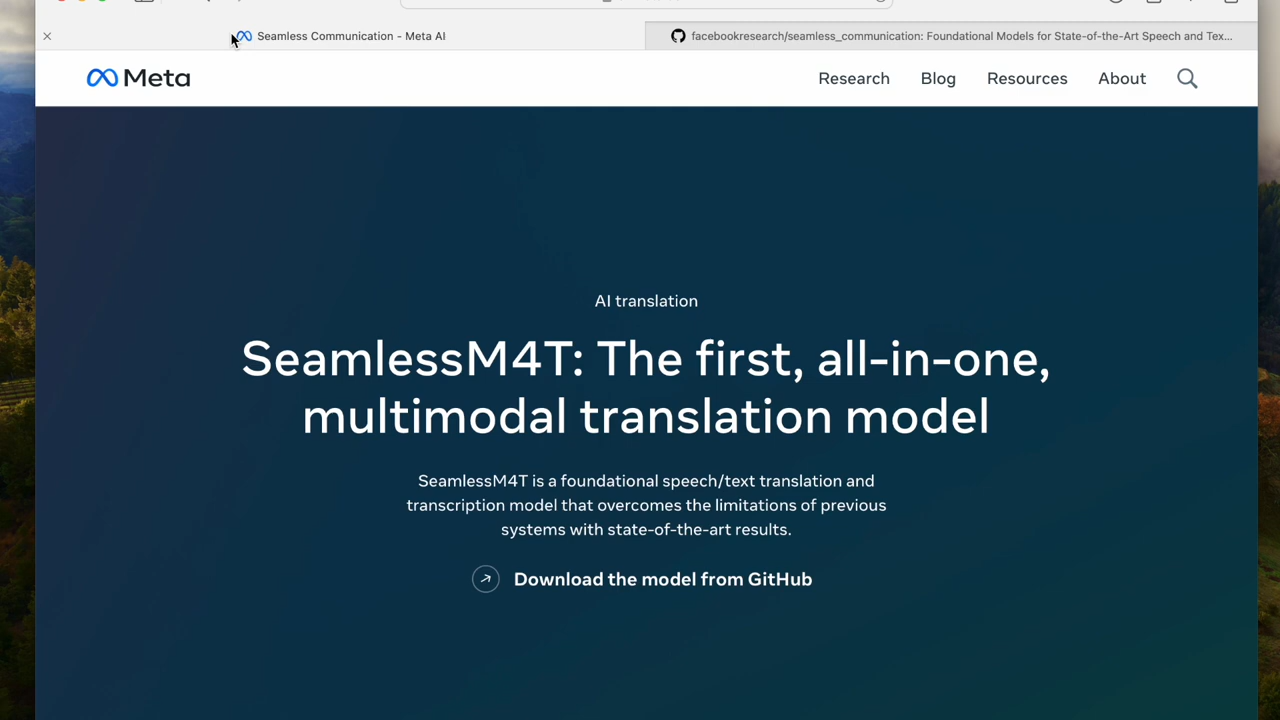 Seamless Communication - Meta AI
facebookresearch/seamless_communication: Foundational Models for State-of-the-Art Speech and Tex...
Meta
Research
Blog
Resources
About
AI translation
SeamlessM4T: The first, all-in-one,
multimodal translation model
SeamlessM4T is a foundational speech/text translation and
transcription model that overcomes the limitations of previous
systems with state-of-the-art results.
Download the model from GitHub